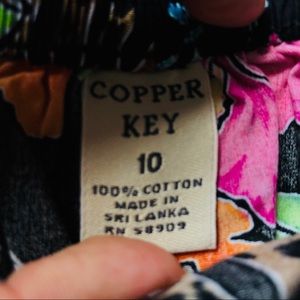 COPPER
KEY
10
100% COTTON
MADE IN
SRI LANKA
RN 58909